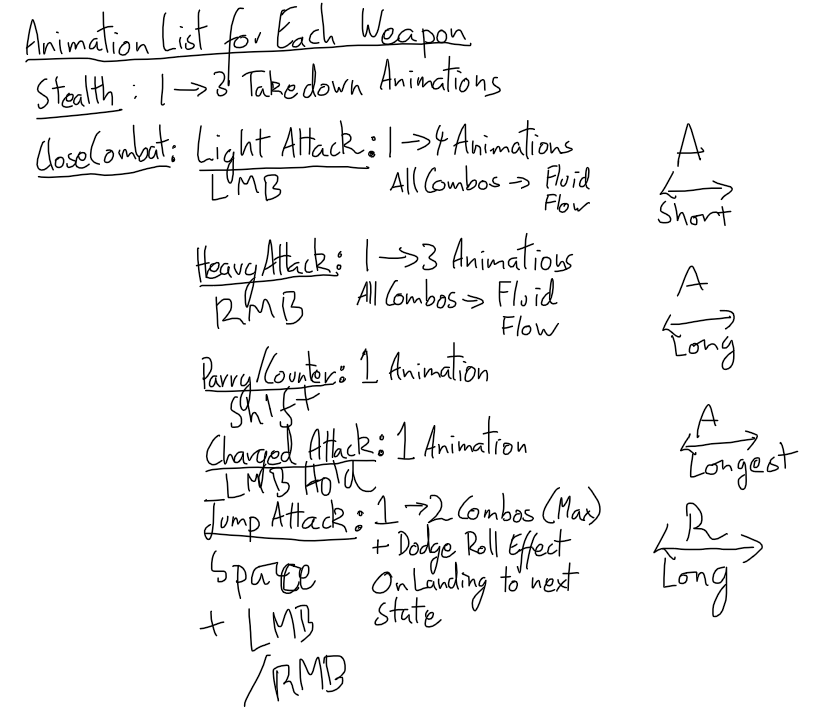 Animation List for Each Weapon
Stealth : 1→3 Takedown Animations
Close Combat: Light Attack: 1→4 Animations
LMB
All Combos → Fluid
Flow
A
Short
Heavy Attack: 1→3 Animations
RMB
All Combos → Fluid
Flow
A
Long
Parry/Counter: 1 Animation
Shift
Charged Attack: 1 Animation
LMB Hold
A
Longest
Jump Attack: 1→2 Combos (Max)
+ Dodge Roll Effect
On Landing to next
State
Space
+ LMB
/RMB
R
Long